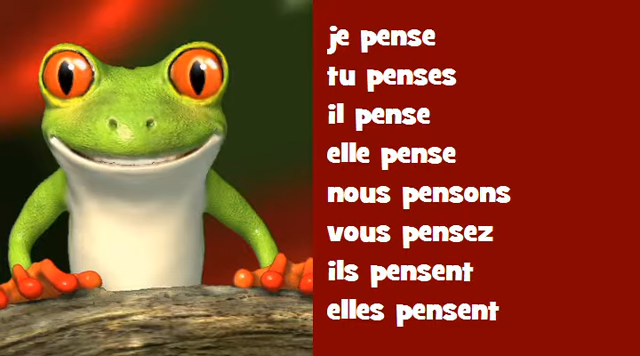 je pense
tu penses
il pense
elle pense
nous pensons
vous pensez
ils pensent
elles pensent